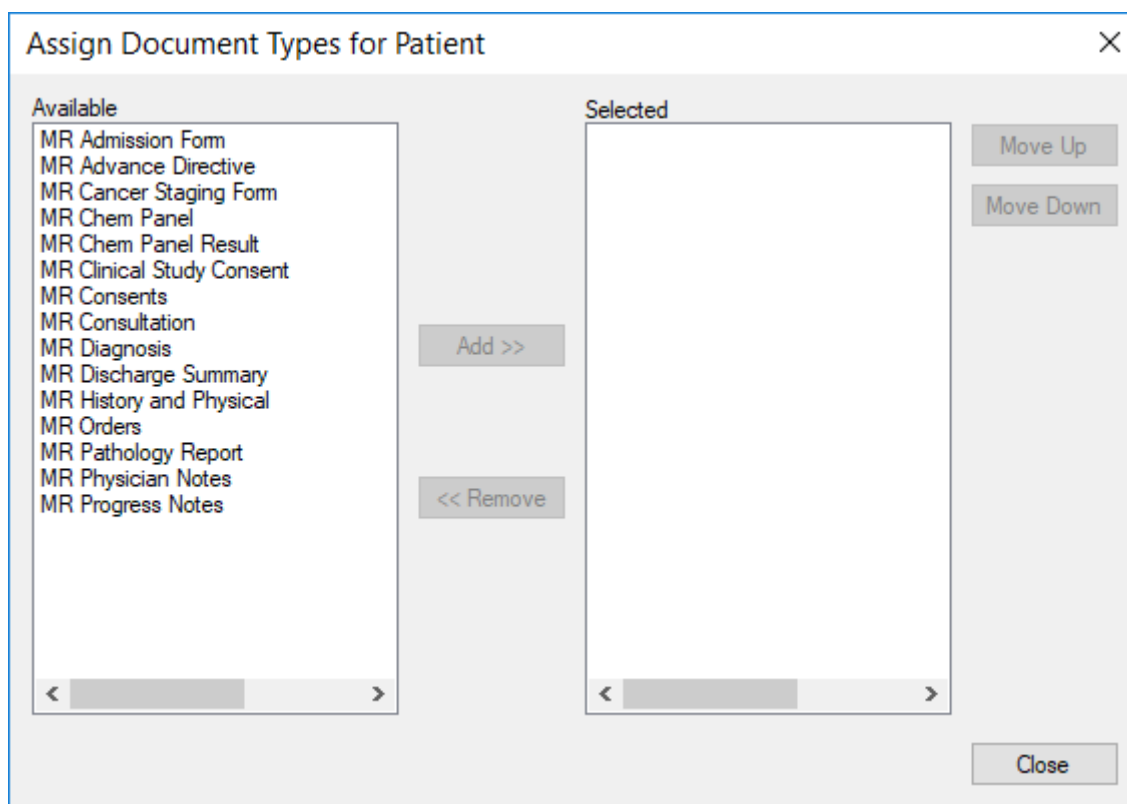 Assign Document Types for Patient
Available
MR Admission Form
MR Advance Directive
MR Cancer Staging Form
MR Chem Panel
MR Chem Panel Result
MR Clinical Study Consent
MR Consents
MR Consultation
MR Diagnosis
MR Discharge Summary
MR History and Physical
MR Orders
MR Pathology Report
MR Physician Notes
MR Progress Notes
Add >>
<< Remove
Selected
Move Up
Move Down
Close